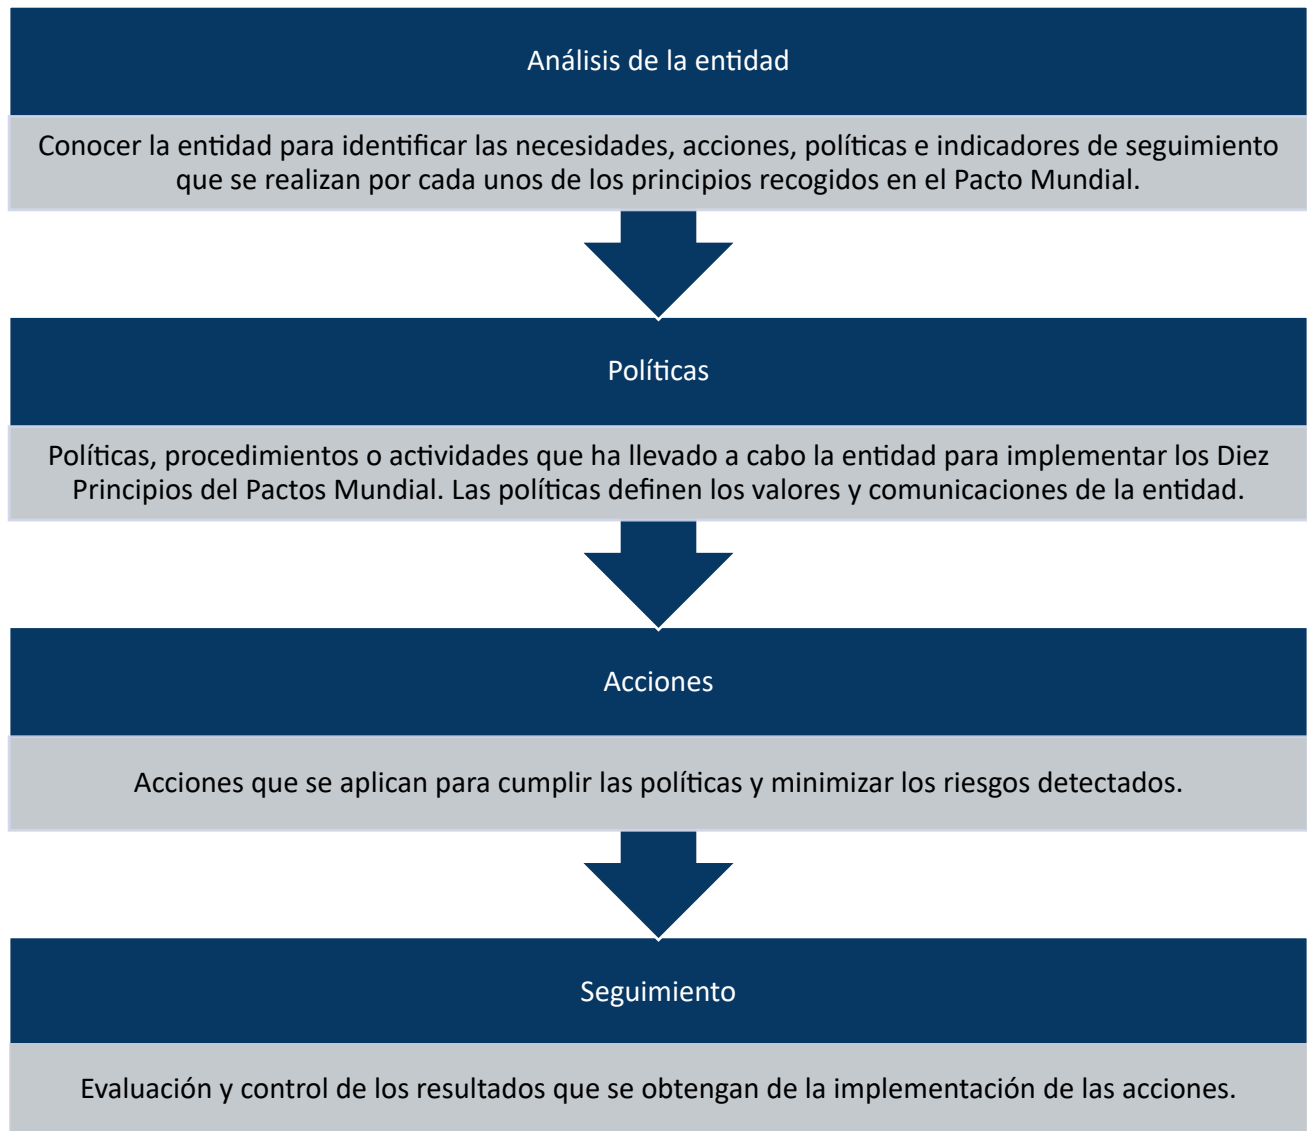 Análisis de la entidad
Conocer la entidad para identificar las necesidades, acciones, políticas e indicadores de seguimiento
que se realizan por cada unos de los principios recogidos en el Pacto Mundial.
Políticas
Políticas, procedimientos o actividades que ha llevado a cabo la entidad para implementar los Diez
Principios del Pactos Mundial. Las políticas definen los valores y comunicaciones de la entidad.
Acciones
Acciones que se aplican para cumplir las políticas y minimizar los riesgos detectados.
Seguimiento
Evaluación y control de los resultados que se obtengan de la implementación de las acciones.